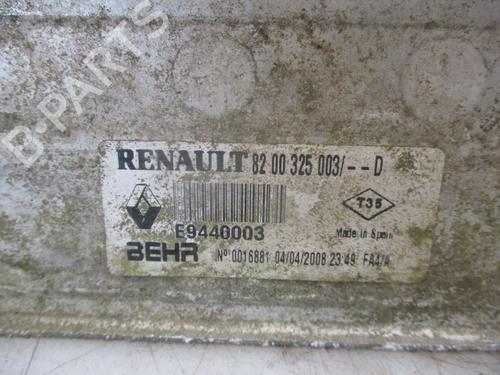 B-PARTS
RENAULT 82 00 325 003/--D
T35
E9440003
Made in Spain
BEHR Nº 0016881 04/04/2008 23:49 FA4/A